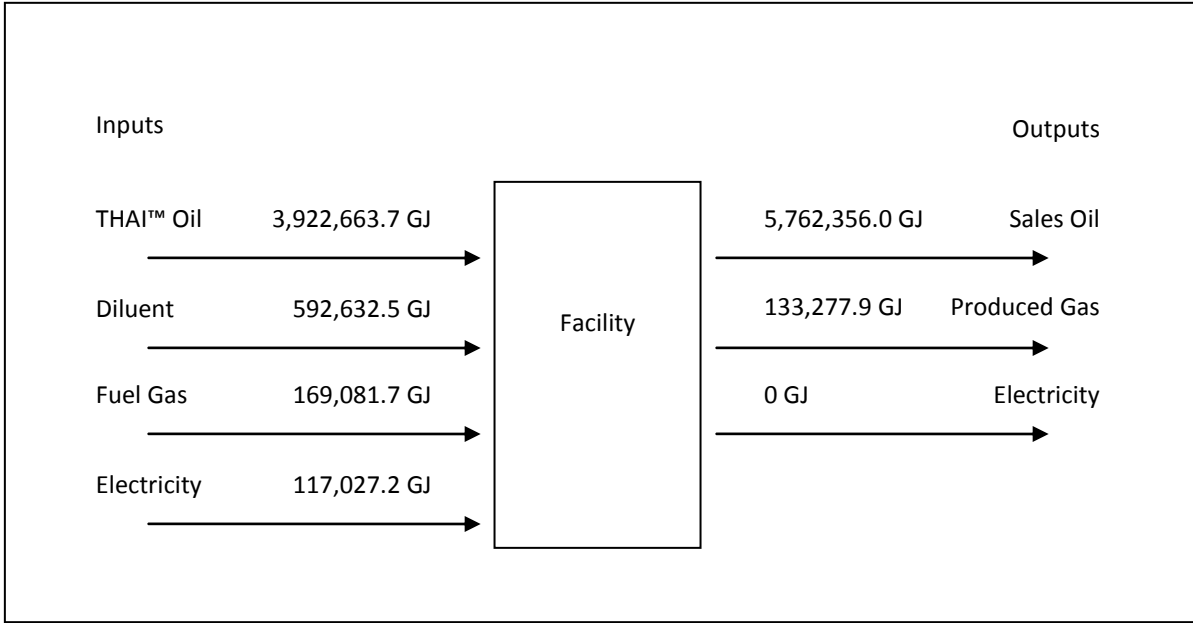 Inputs
Outputs
THAI™ Oil 3,922,663.7 GJ 5,762,356.0 GJ Sales Oil
Diluent 592,632.5 GJ Facility 133,277.9 GJ Produced Gas
Fuel Gas 169,081.7 GJ 0 GJ Electricity
Electricity 117,027.2 GJ